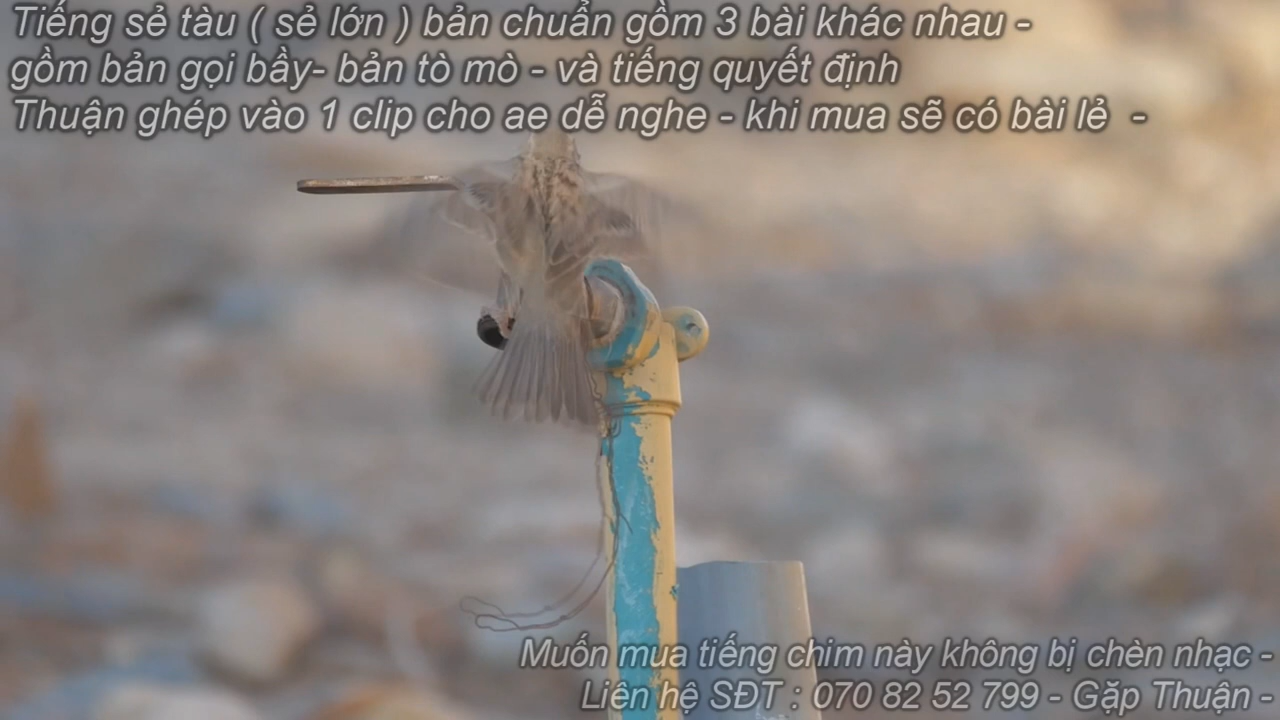 Tiếng sẻ tàu ( sẻ lớn ) bản chuẩn gồm 3 bài khác nhau -
gồm bản gọi bầy- bản tò mò - và tiếng quyết định
Thuận ghép vào 1 clip cho ae dễ nghe - khi mua sẽ có bài lẻ -
Muốn mua tiếng chim này không bị chèn nhạc -
Liên hệ SĐT : 070 82 52 799 - Gặp Thuận -